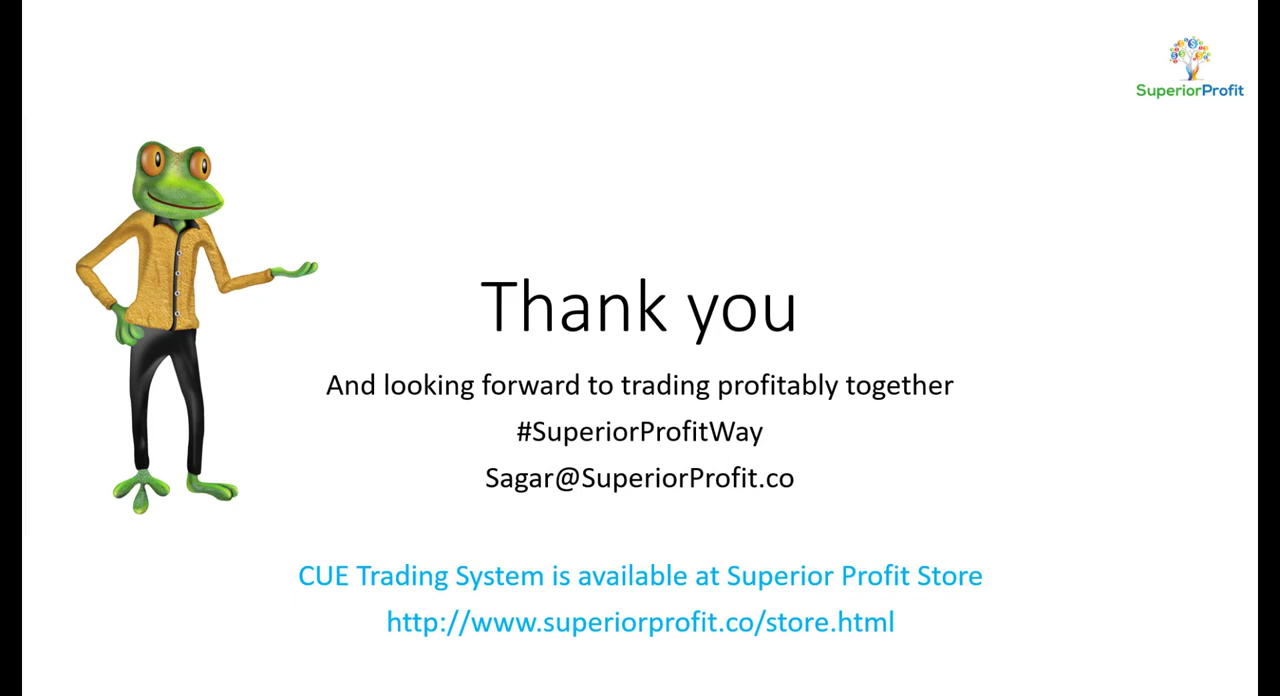 SuperiorProfit
Thank you
And looking forward to trading profitably together
#SuperiorProfitWay
Sagar@SuperiorProfit.co
CUE Trading System is available at Superior Profit Store
http://www.superiorprofit.co/store.html